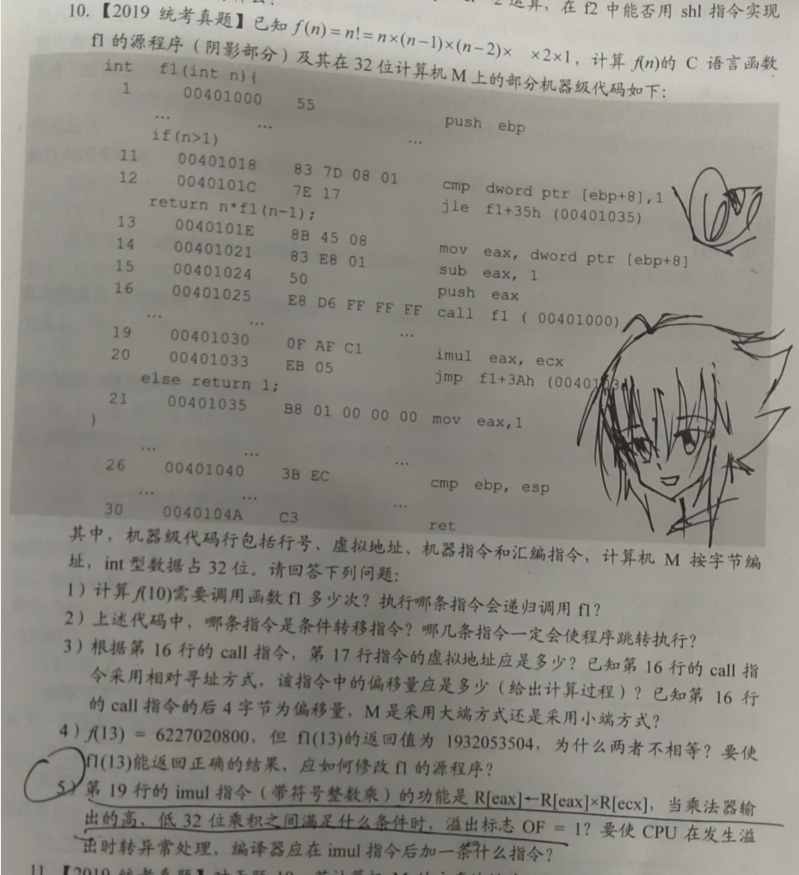 运算，在 f2 中能否用 shl 指令实现
10. 【2019 统考真题】已知 f(n)=n!=n×(n−1)×(n−2)× ×2×1，计算 f(n)的 C 语言函数
f1 的源程序（阴影部分）及其在 32 位计算机 M 上的部分机器级代码如下：
int f1(int n){
1 00401000 55 push ebp
… … …
if(n>1)
11 00401018 83 7D 08 01 cmp dword ptr [ebp+8],1
12 0040101C 7E 17 jle f1+35h (00401035)
return n*f1(n-1);
13 0040101E 8B 45 08 mov eax, dword ptr [ebp+8]
14 00401021 83 E8 01 sub eax, 1
15 00401024 50 push eax
16 00401025 E8 D6 FF FF FF call f1 ( 00401000)
… … …
19 00401030 0F AF C1 imul eax, ecx
20 00401033 EB 05 jmp f1+3Ah
else return 1;
21 00401035 B8 01 00 00 00 mov eax,1
}
… … …
26 00401040 3B EC cmp ebp, esp
… … …
30 0040104A C3 ret
其中，机器级代码行包括行号、虚拟地址、机器指令和汇编指令，计算机 M 按字节编
址，int 型数据占 32 位。请回答下列问题：
1）计算 f(10)需要调用函数 f1 多少次？执行哪条指令会递归调用 f1？
2）上述代码中，哪条指令是条件转移指令？哪几条指令一定会使程序跳转执行？
3）根据第 16 行的 call 指令，第 17 行指令的虚拟地址应是多少？已知第 16 行的 call 指
令采用相对寻址方式，该指令中的偏移量应是多少（给出计算过程）？已知第 16 行
的 call 指令的后 4 字节为偏移量，M 是采用大端方式还是采用小端方式？
4）f(13) = 6227020800，但 f1(13)的返回值为 1932053504，为什么两者不相等？要使
f1(13)能返回正确的结果，应如何修改 f1 的源程序？
5）第 19 行的 imul 指令（带符号整数乘）的功能是 R[eax]←R[eax]×R[ecx]，当乘法器输
出的高、低 32 位乘积之间满足什么条件时，溢出标志 OF = 1？要使 CPU 在发生溢
出时转异常处理，编译器应在 imul 指令后加一条什么指令？
11. 【2019 统考真题】